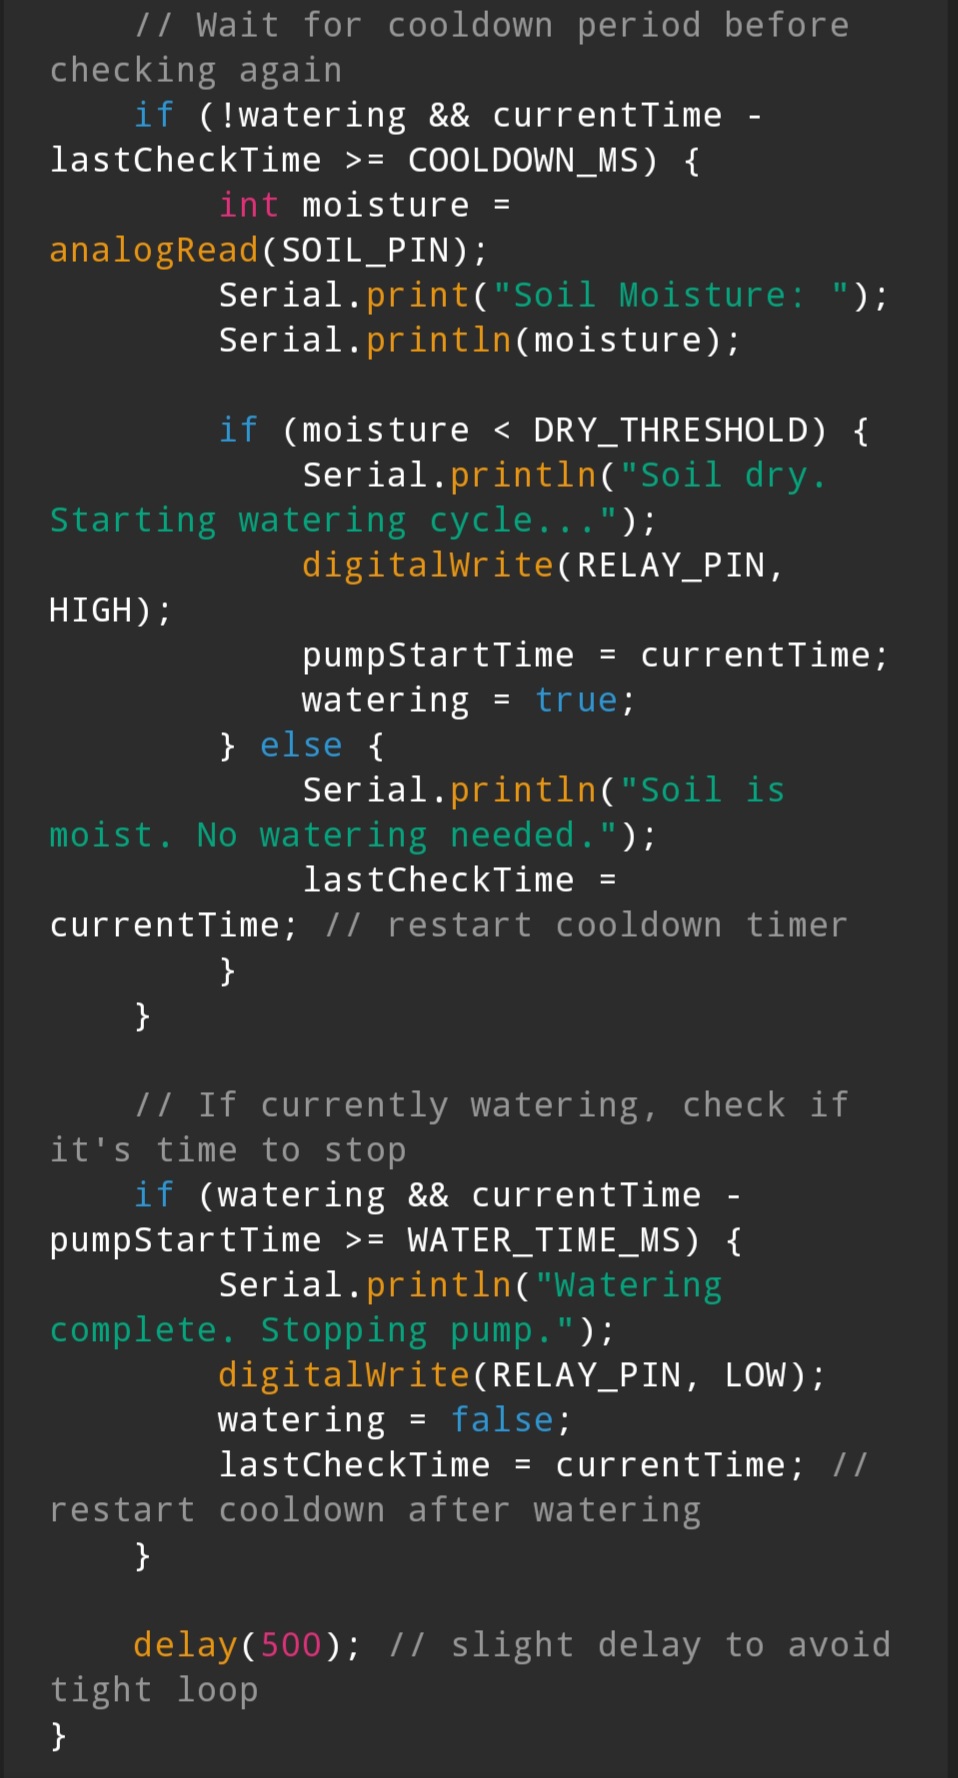 // Wait for cooldown period before
checking again
if (!watering && currentTime -
lastCheckTime >= COOLDOWN_MS) {
int moisture =
analogRead(SOIL_PIN);
Serial.print("Soil Moisture: ");
Serial.println(moisture);
if (moisture < DRY_THRESHOLD) {
Serial.println("Soil dry.
Starting watering cycle...");
digitalWrite(RELAY_PIN,
HIGH);
pumpStartTime = currentTime;
watering = true;
} else {
Serial.println("Soil is
moist. No watering needed.");
lastCheckTime =
currentTime; // restart cooldown timer
}
}
// If currently watering, check if
it's time to stop
if (watering && currentTime -
pumpStartTime >= WATER_TIME_MS) {
Serial.println("Watering
complete. Stopping pump.");
digitalWrite(RELAY_PIN, LOW);
watering = false;
lastCheckTime = currentTime; //
restart cooldown after watering
}
delay(500); // slight delay to avoid
tight loop
}